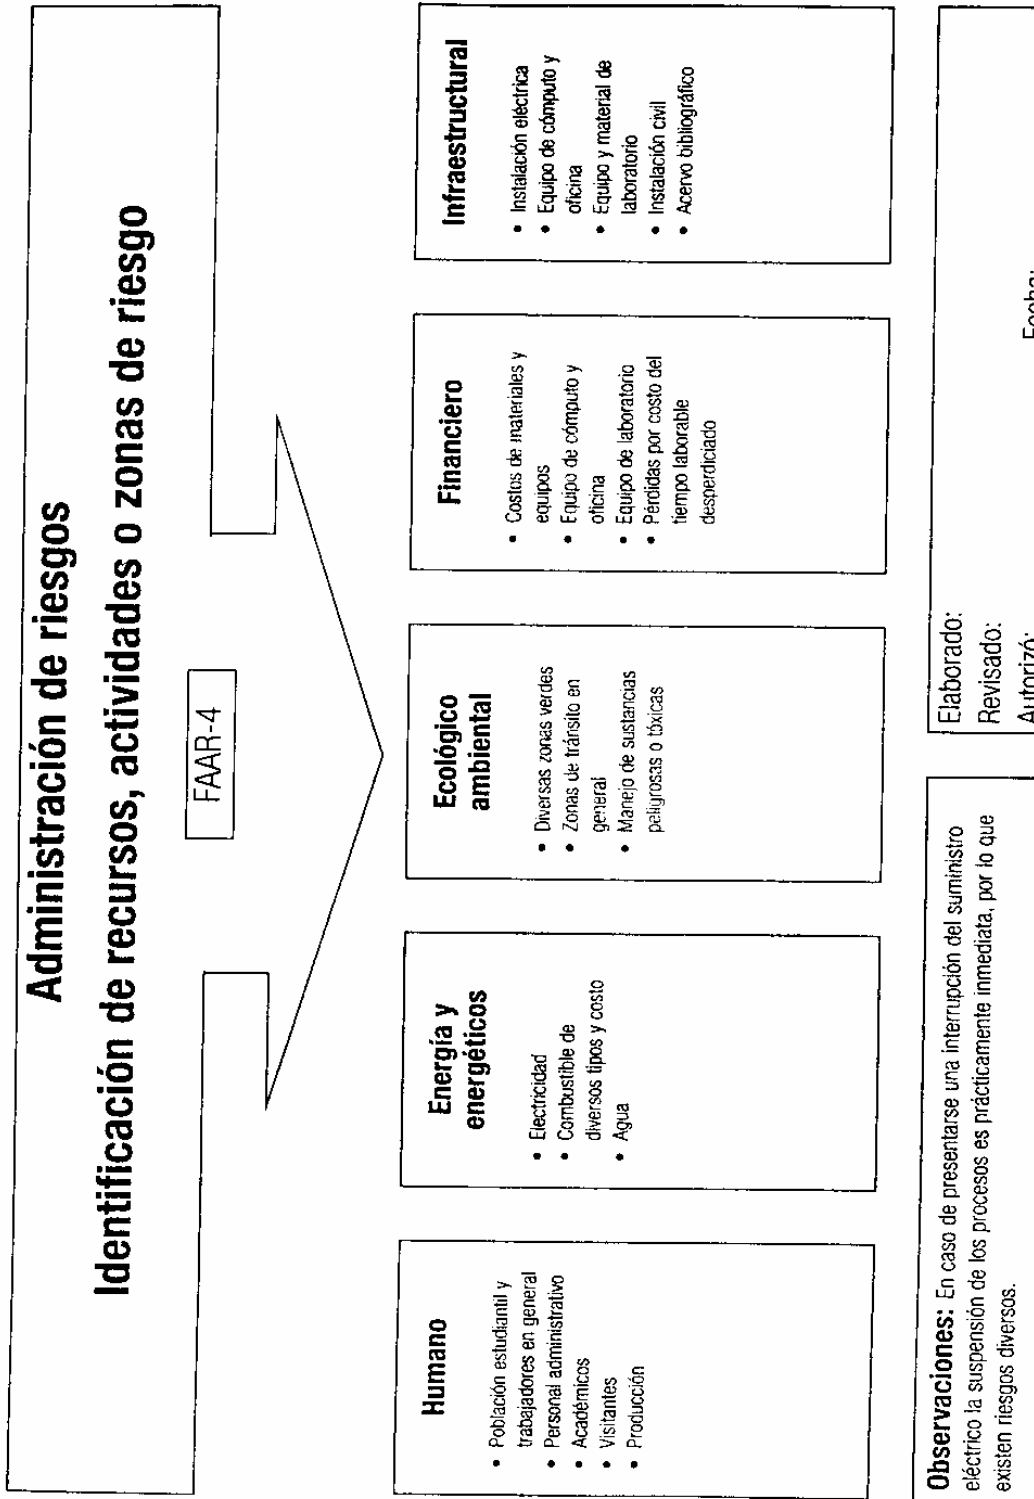 Administración de riesgos
Identificación de recursos, actividades o zonas de riesgo
FAAR-4
Humano
• Población estudiantil y
trabajadores en general
• Personal administrativo
• Académicos
• Visitantes
• Producción
Energía y
energéticos
• Electricidad
• Combustible de
diversos tipos y costo
• Agua
Ecológico
ambiental
• Diversas zonas verdes
• Zonas de tránsito en
general
• Manejo de sustancias
peligrosas o tóxicas
Financiero
• Costos de materiales y
equipos
• Equipo de cómputo y
oficina
• Equipo de laboratorio
• Pérdidas por costo del
tiempo laborable
desperdiciado
Infraestructural
• Instalación eléctrica
• Equipo de cómputo y
oficina
• Equipo y material de
laboratorio
• Instalación civil
• Acervo bibliográfico
Observaciones: En caso de presentarse una interrupción del suministro
eléctrico la suspensión de los procesos es prácticamente inmediata, por lo que
existen riesgos diversos.
Elaborado:
Revisado:
Autorizó:
Fecha: